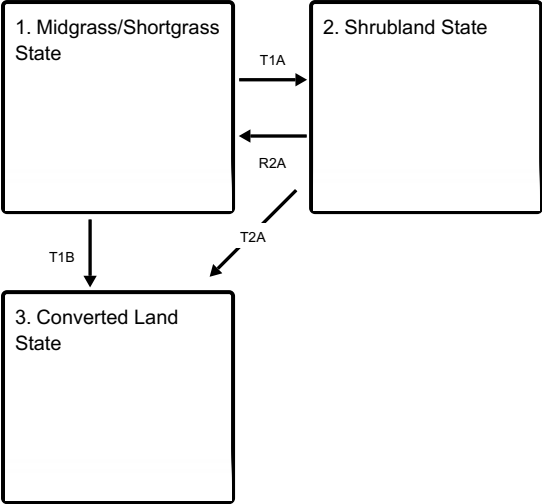 1. Midgrass/Shortgrass
State
2. Shrubland State
T1A
R2A
T2A
T1B
3. Converted Land
State